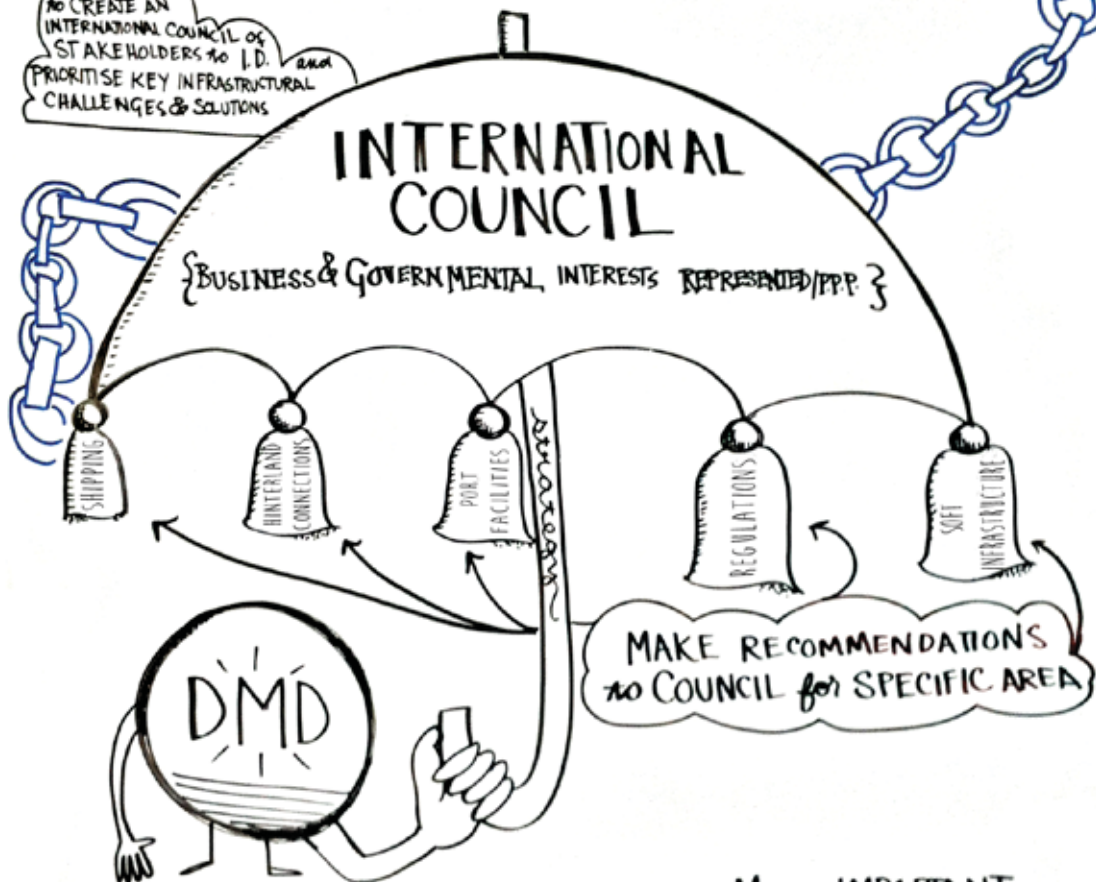 to CREATE AN
INTERNATIONAL COUNCIL of
STAKEHOLDERS to I.D. and
PRIORITISE KEY INFRASTRUCTURAL
CHALLENGES & SOLUTIONS
INTERNATIONAL
COUNCIL
{BUSINESS & GOVERNMENTAL INTERESTS REPRESENTED/P.P.P. }
SHIPPING
HINTERLAND
CONNECTIONS
PORT
FACILITIES
strategy
REGULATIONS
SOFT
INFRASTRUCTURE
MAKE RECOMMENDATIONS
to COUNCIL for SPECIFIC AREA
DMD
IMPORTANT